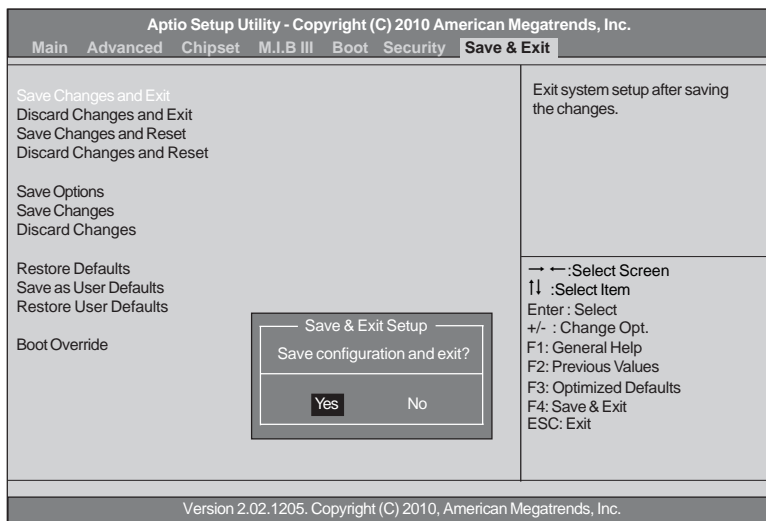 Aptio Setup Utility - Copyright (C) 2010 American Megatrends, Inc.
Main Advanced Chipset M.I.B III Boot Security Save & Exit
Save Changes and Exit
Discard Changes and Exit
Save Changes and Reset
Discard Changes and Reset
Save Options
Save Changes
Discard Changes
Restore Defaults
Save as User Defaults
Restore User Defaults
Boot Override
Save & Exit Setup
Save configuration and exit?
Yes No
Exit system setup after saving
the changes.
→ ←:Select Screen
↑↓ :Select Item
Enter : Select
+/- : Change Opt.
F1: General Help
F2: Previous Values
F3: Optimized Defaults
F4: Save & Exit
ESC: Exit
Version 2.02.1205. Copyright (C) 2010, American Megatrends, Inc.